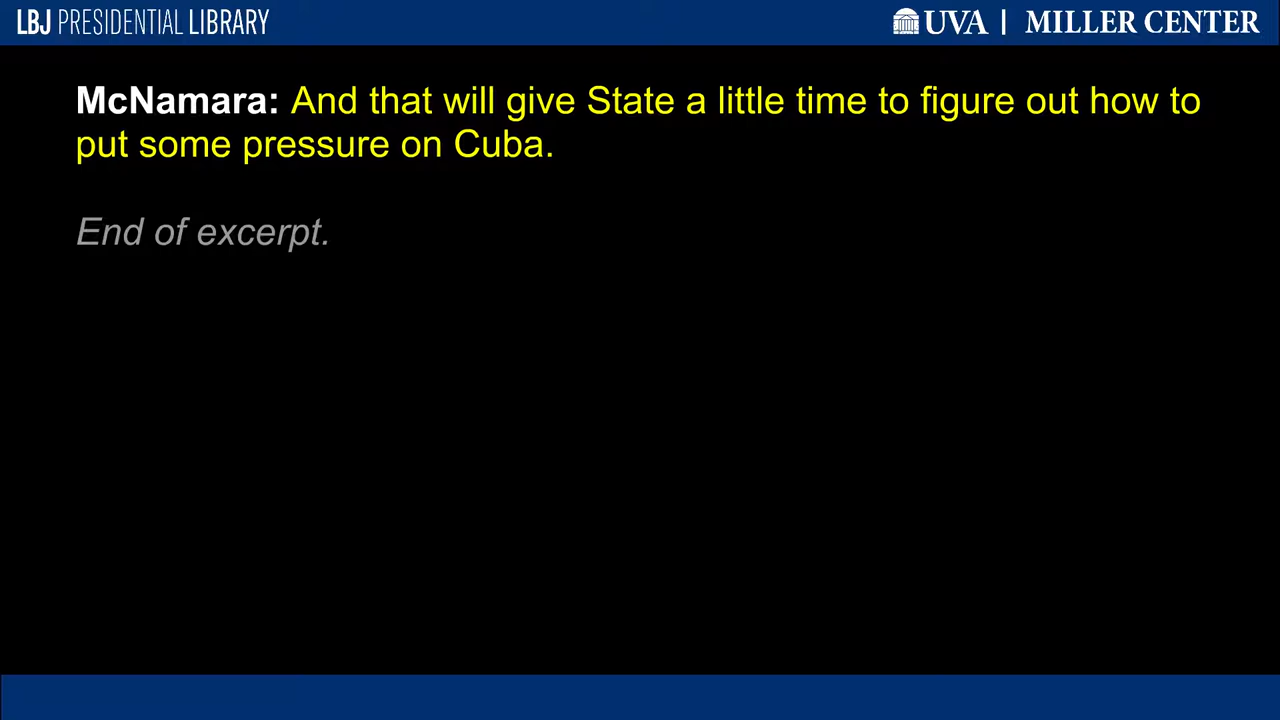 LBJ PRESIDENTIAL LIBRARY
UVA | MILLER CENTER
McNamara: And that will give State a little time to figure out how to
put some pressure on Cuba.
End of excerpt.